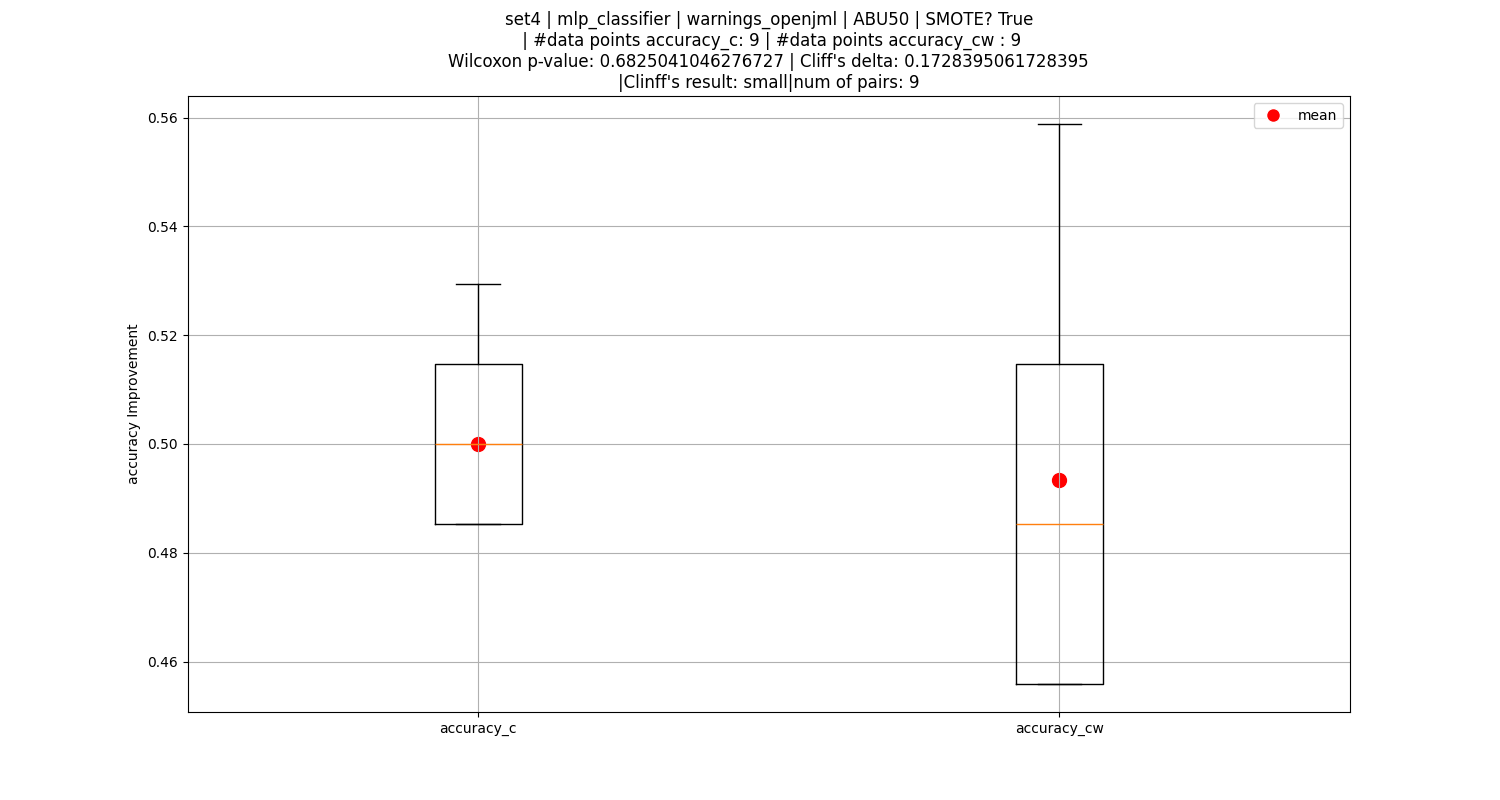 set4 | mlp_classifier | warnings_openjml | ABU50 | SMOTE? True
| #data points accuracy_c: 9 | #data points accuracy_cw : 9
Wilcoxon p-value: 0.6825041046276727 | Cliff's delta: 0.1728395061728395
|Clinff's result: small|num of pairs: 9
mean
0.56
0.54
0.52
0.50
0.48
0.46
accuracy Improvement
accuracy_c
accuracy_cw